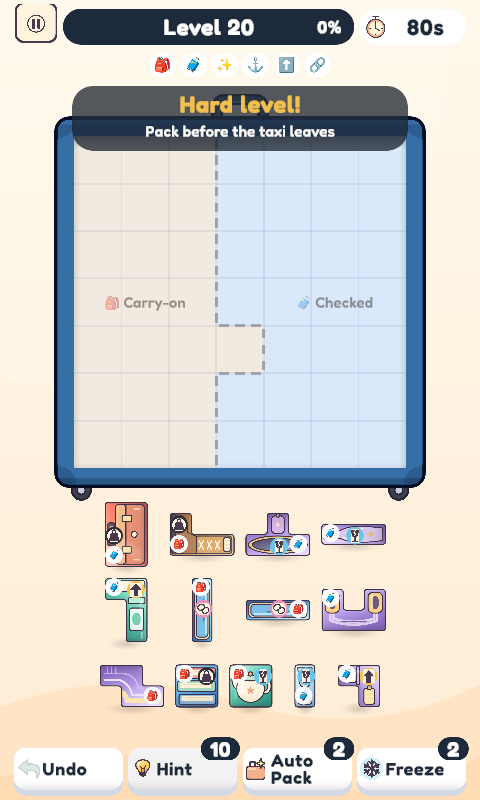 Level 20
0%
80s
Hard level!
Pack before the taxi leaves
Carry-on
Checked
XXX
Undo
Hint
10
Auto
Pack
2
Freeze
2